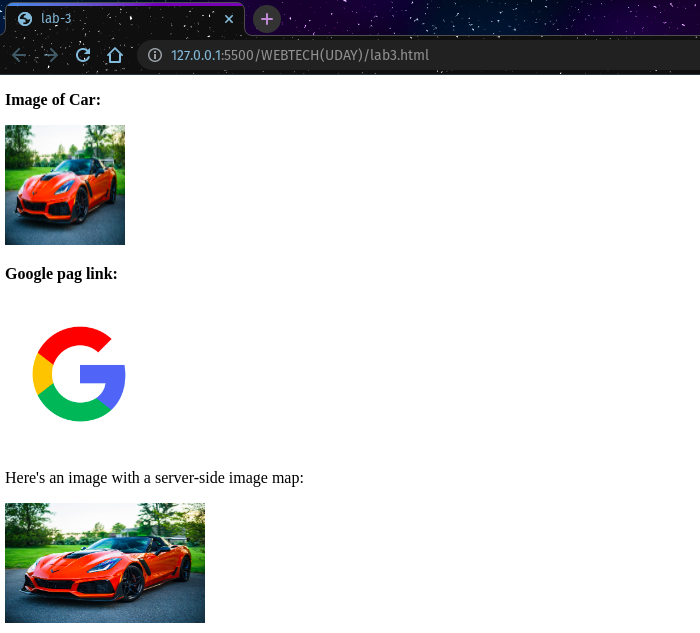 lab-3
127.0.0.1:5500/WEBTECH(UDAY)/lab3.html
Image of Car:
Google pag link:
G
Here's an image with a server-side image map: